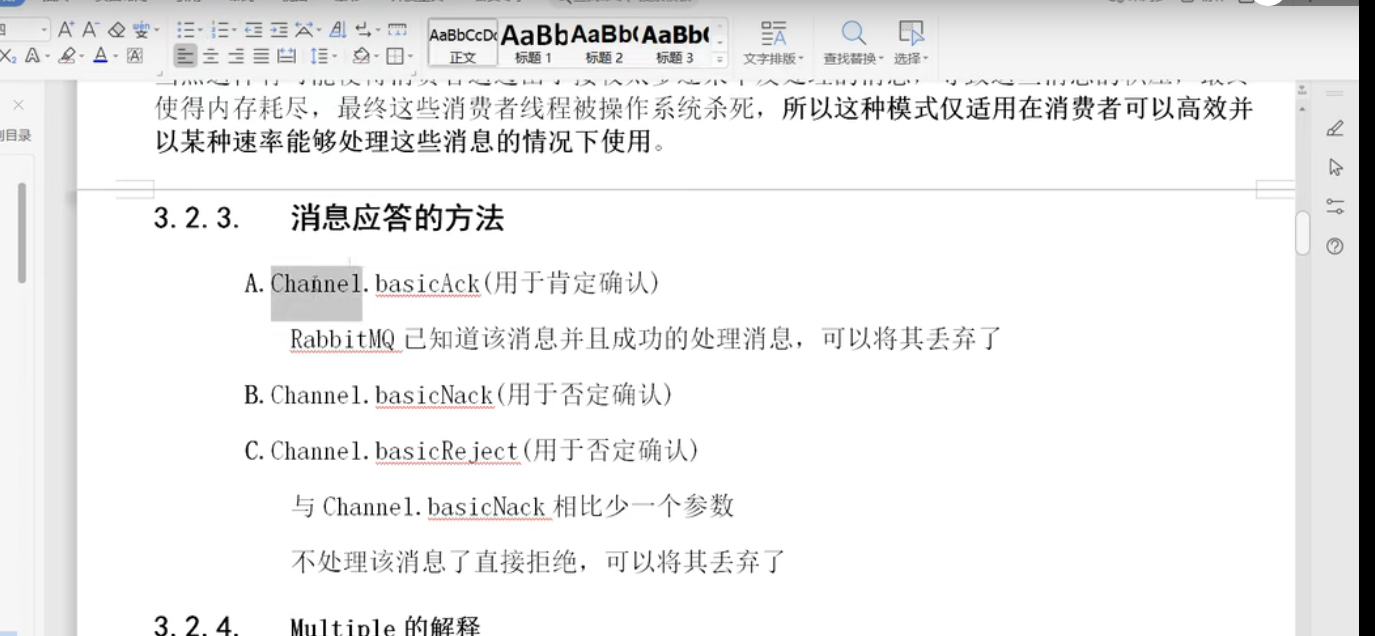 AaBbCcDc AaBb AaBb( AaBb(
正文 标题 1 标题 2 标题 3 文字排版 查找替换 选择
使得内存耗尽，最终这些消费者线程被操作系统杀死，所以这种模式仅适用在消费者可以高效并
以某种速率能够处理这些消息的情况下使用。
3.2.3. 消息应答的方法
A.Channel.basicAck(用于肯定确认)
RabbitMQ 已知道该消息并且成功的处理消息，可以将其丢弃了
B.Channel.basicNack(用于否定确认)
C.Channel.basicReject(用于否定确认)
与 Channel.basicNack 相比少一个参数
不处理该消息了直接拒绝，可以将其丢弃了
3.2.4. Multiple 的解释